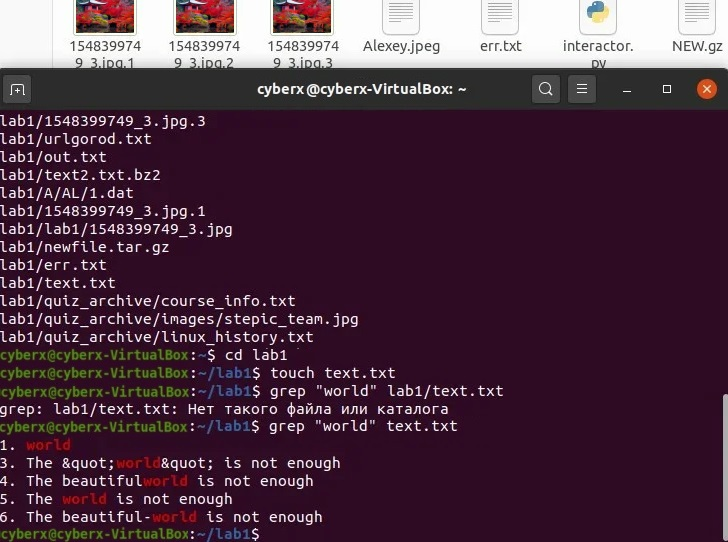 154839974
9_3.jpg.1
154839974
9_3.jpg.2
154839974
9_3.jpg.3
Alexey.jpeg
err.txt
interactor.
py
NEW.gz
cyberx@cyberx-VirtualBox: ~
lab1/1548399749_3.jpg.3
lab1/urlgorod.txt
lab1/out.txt
lab1/text2.txt.bz2
lab1/A/AL/1.dat
lab1/1548399749_3.jpg.1
lab1/lab1/1548399749_3.jpg
lab1/newfile.tar.gz
lab1/err.txt
lab1/text.txt
lab1/quiz_archive/course_info.txt
lab1/quiz_archive/images/stepic_team.jpg
lab1/quiz_archive/linux_history.txt
cyberx@cyberx-VirtualBox:~$ cd lab1
cyberx@cyberx-VirtualBox:~/lab1$ touch text.txt
cyberx@cyberx-VirtualBox:~/lab1$ grep "world" lab1/text.txt
grep: lab1/text.txt: Нет такого файла или каталога
cyberx@cyberx-VirtualBox:~/lab1$ grep "world" text.txt
1. world
3. The &quot;world&quot; is not enough
4. The beautifulworld is not enough
5. The world is not enough
6. The beautiful-world is not enough
cyberx@cyberx-VirtualBox:~/lab1$